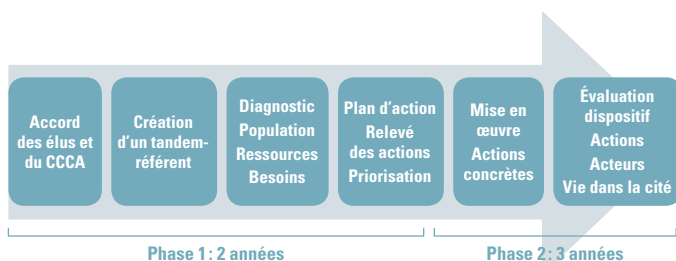 Accord
des élus et
du CCCA
Création
d'un tandem-
référent
Diagnostic
Population
Ressources
Besoins
Plan d'action
Relevé
des actions
Priorisation
Mise en
œuvre
Actions
concrètes
Évaluation
dispositif
Actions
Acteurs
Vie dans la cité
Phase 1 : 2 années
Phase 2 : 3 années